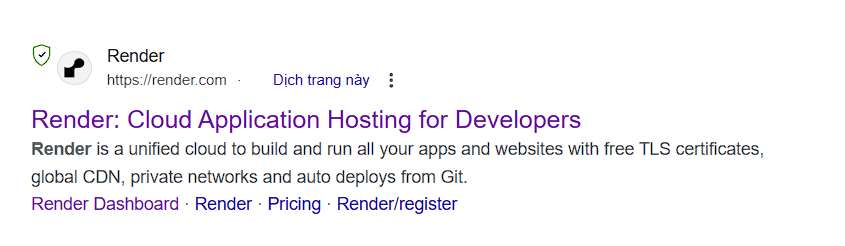 Render
https://render.com · Dịch trang này
Render: Cloud Application Hosting for Developers
Render is a unified cloud to build and run all your apps and websites with free TLS certificates,
global CDN, private networks and auto deploys from Git.
Render Dashboard · Render · Pricing · Render/register